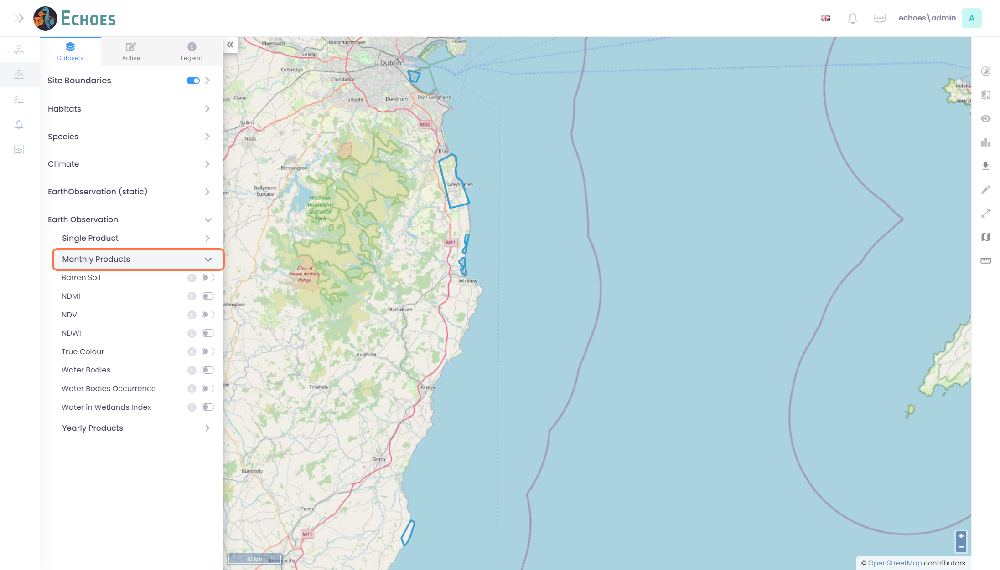 ECHOES
echoes\admin
A
Datasets
Active
Legend
Site Boundaries
Habitats
Species
Climate
EarthObservation (static)
Earth Observation
Single Product
Monthly Products
Barren Soil
NDMI
NDVI
NDWI
True Colour
Water Bodies
Water Bodies Occurrence
Water in Wetlands Index
Yearly Products
Maynooth
Blanchardstown
Howth
Leixlip
Dublin
Celbridge
Clondalkin
Clane
Tallaght
Dundrum
Dún Laoghaire
Sallins
M50
Naas
Bray
Blessington
Ballymore
Eustace
Greystones
Wicklow
Mountains
National
Park
M11
Glen of
Imaal Artillery
Range
Wicklow
altinglass
Rathdrum
Aughrim
Tinahely
Arklow
Gorey
Bunclody
Ferns
M11
Enniscorthy
10 km
Holyhe
Holy Is
+
−
© OpenStreetMap contributors.